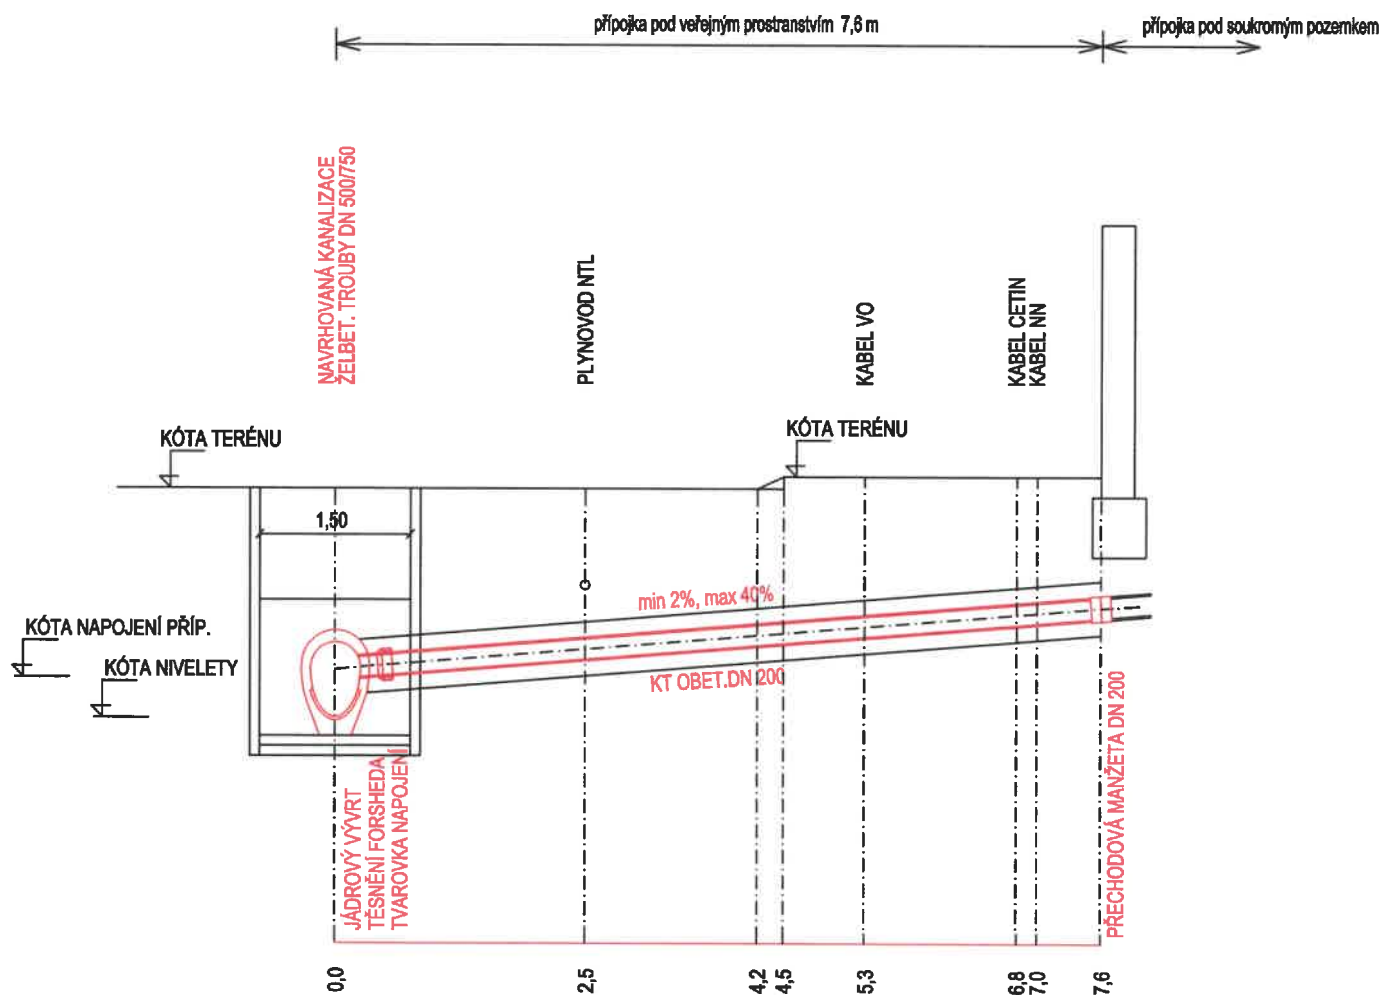 přípojka pod veřejným prostranstvím 7,6 m
přípojka pod soukromým pozemkem
NAVRHOVANÁ KANALIZACE
ŽELBET. TROUBY DN 500/750
PLYNOVOD NTL
KABEL VO
KABEL CETIN
KABEL NN
KÓTA TERÉNU
KÓTA TERÉNU
1,50
min 2%, max 40%
KÓTA NAPOJENÍ PŘÍP.
KÓTA NIVELETY
KT OBET.DN 200
JÁDROVÝ VÝVRT
TĚSNĚNÍ FORSHEDA
TVAROVKA NAPOJENÍ
PŘECHODOVÁ MANŽETA DN 200
0,0
2,5
4,2
4,5
5,3
6,8
7,0
7,6